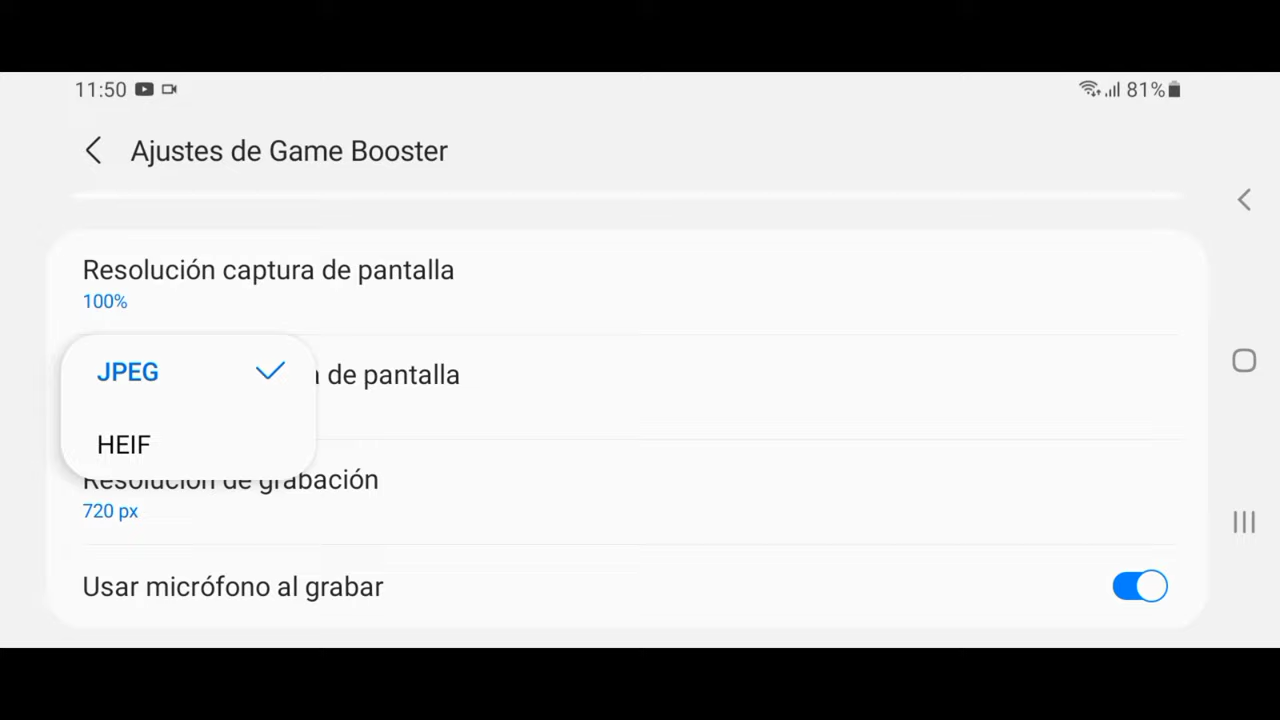 11:50
81%
Ajustes de Game Booster
Resolución captura de pantalla
100%
JPEG
de pantalla
HEIF
Resolución de grabación
720 px
Usar micrófono al grabar